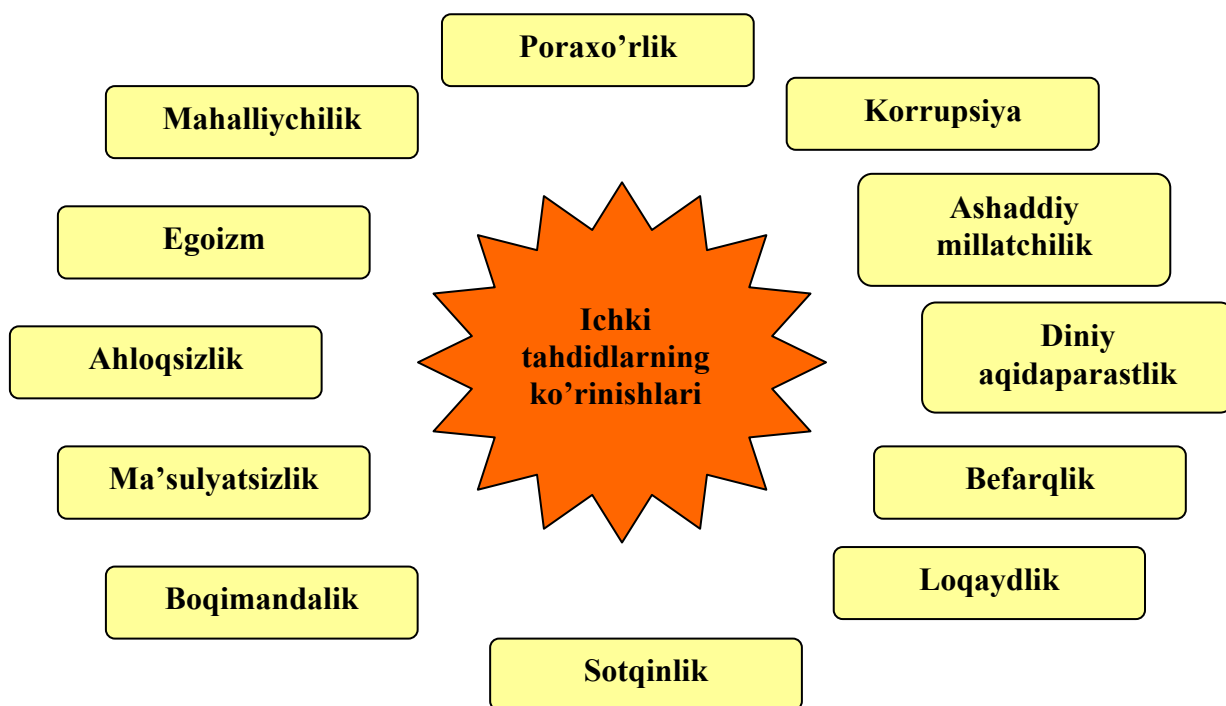 Poraxo’rlik
Korrupsiya
Mahalliychilik
Ashaddiy
millatchilik
Egoizm
Ichki
tahdidlarning
ko’rinishlari
Diniy
aqidaparastlik
Ahloqsizlik
Ma’sulyatsizlik
Befarqlik
Loqaydlik
Boqimandalik
Sotqinlik